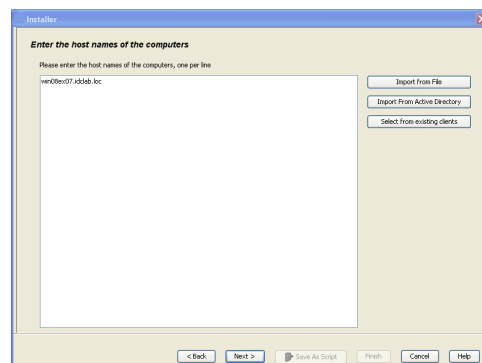 Installer
Enter the host names of the computers
Please enter the host names of the computers, one per line
win08ex07.idclab.loc
Import from File
Import From Active Directory
Select from existing clients
< Back
Next >
Save As Script
Finish
Cancel
Help